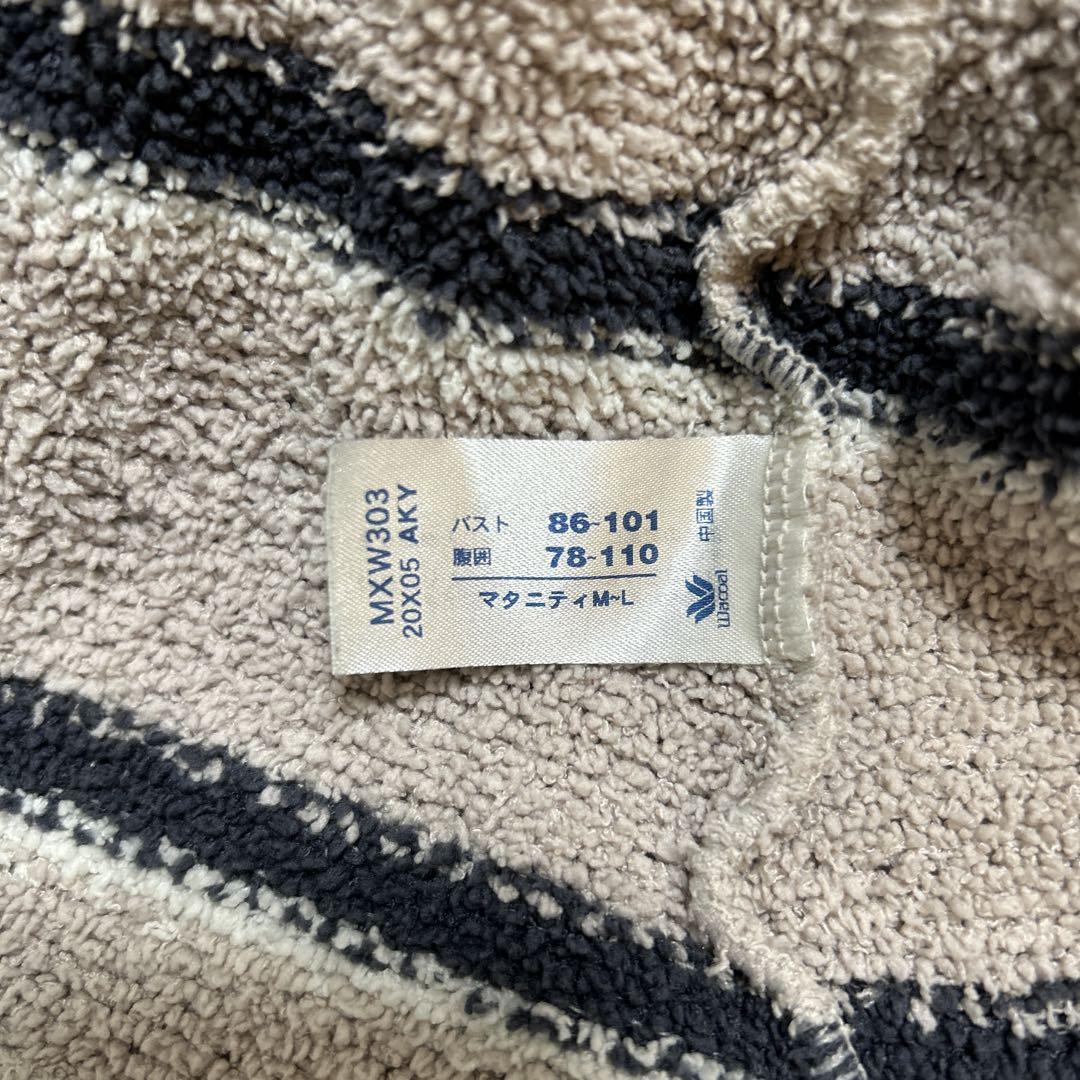 MXW303
20X05 AKY
バスト 86~101
腹囲 78~110
マタニティM~L
中国製
Wacoal